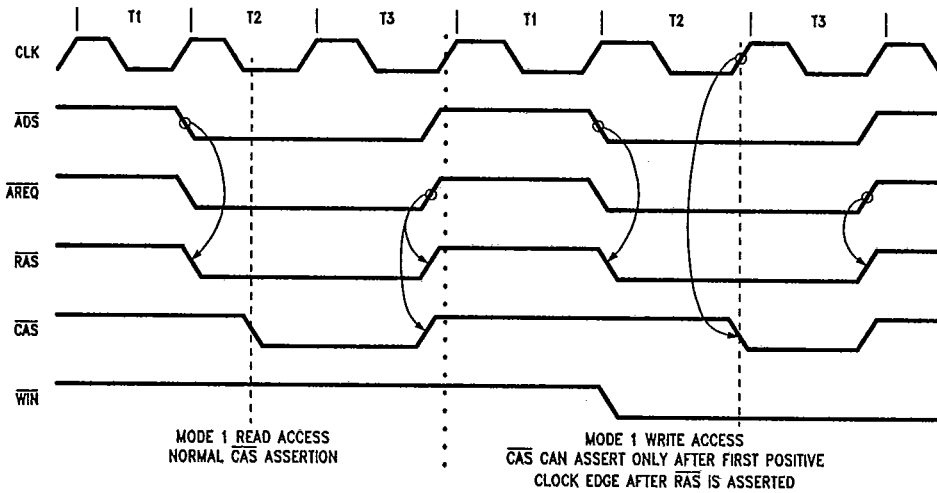 T1 T2 T3 T1 T2 T3
CLK
ADS
AREQ
RAS
CAS
WIN
MODE 1 READ ACCESS
NORMAL CAS ASSERTION
MODE 1 WRITE ACCESS
CAS CAN ASSERT ONLY AFTER FIRST POSITIVE
CLOCK EDGE AFTER RAS IS ASSERTED